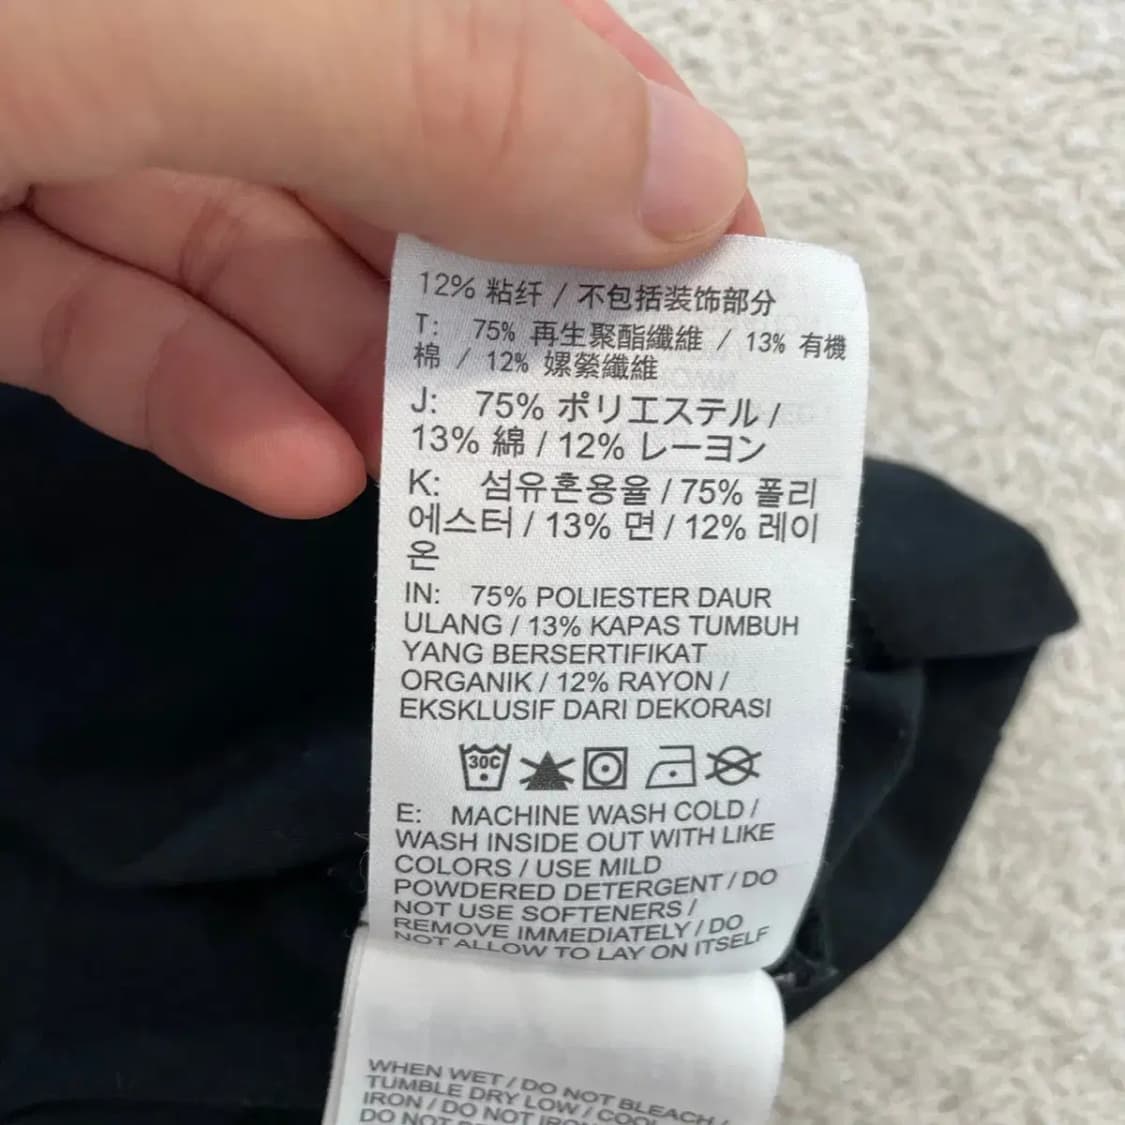 12% 粘纤 / 不包括装饰部分
T: 75% 再生聚酯纖維 / 13% 有機
棉 / 12% 嫘縈纖維
J: 75% ポリエステル /
13% 綿 / 12% レーヨン
K: 섬유혼용율 / 75% 폴리
에스터 / 13% 면 / 12% 레이
온
IN: 75% POLIESTER DAUR
ULANG / 13% KAPAS TUMBUH
YANG BERSERTIFIKAT
ORGANIK / 12% RAYON /
EKSKLUSIF DARI DEKORASI
30C
E: MACHINE WASH COLD /
WASH INSIDE OUT WITH LIKE
COLORS / USE MILD
POWDERED DETERGENT / DO
NOT USE SOFTENERS /
REMOVE IMMEDIATELY / DO
NOT ALLOW TO LAY ON ITSELF
WHEN WET / DO NOT BLEACH /
TUMBLE DRY LOW / COOL
IRON / DO NOT IRON
DO NOT